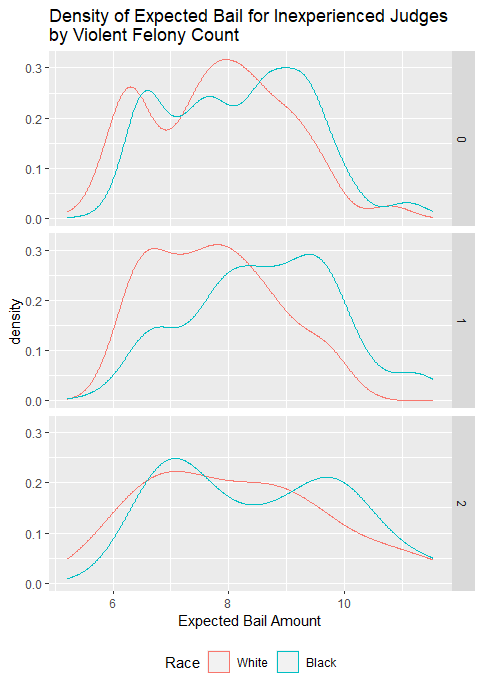 Density of Expected Bail for Inexperienced Judges
by Violent Felony Count
0.3
0.2
0.1
0.0
0
density
0.3
0.2
0.1
0.0
1
0.3
0.2
0.1
0.0
2
6 8 10
Expected Bail Amount
Race White Black